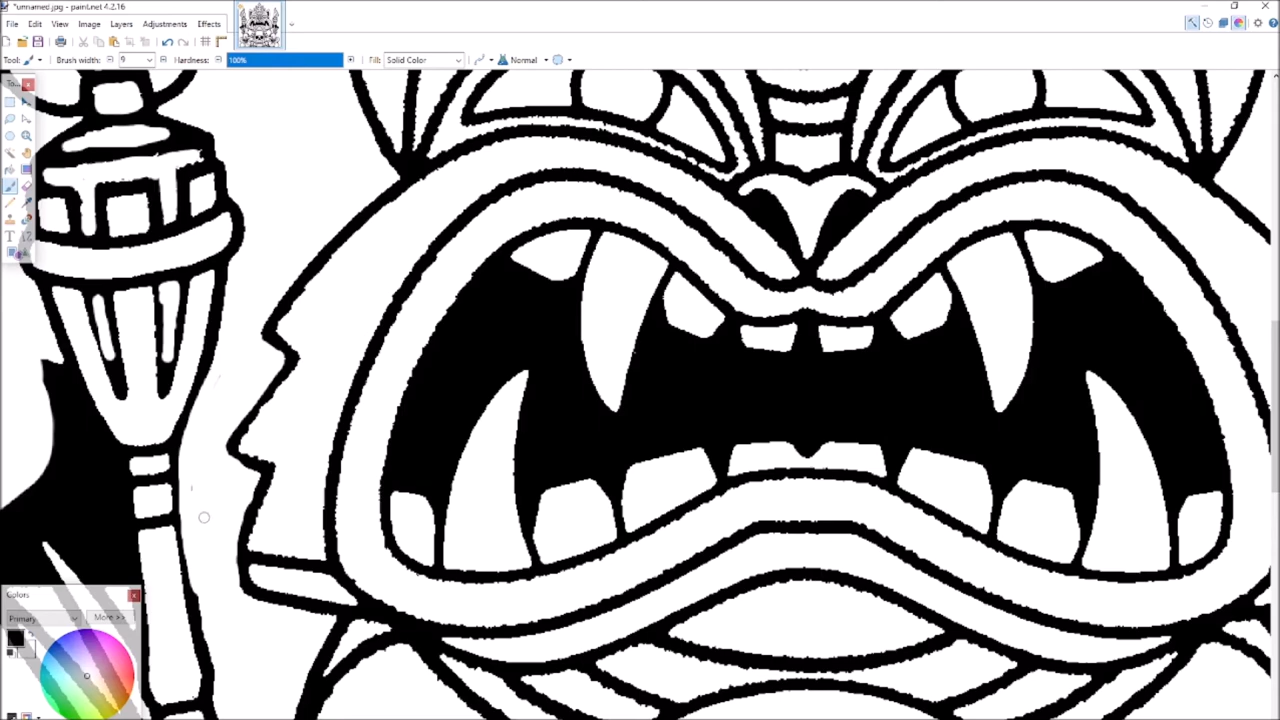 *unnamed.jpg - paint.net 4.2.16
File Edit View Image Layers Adjustments Effects
Tool: Brush width: 9 Hardness: 100% Fill: Solid Color Normal
To...
T
Colors
Primary More >>